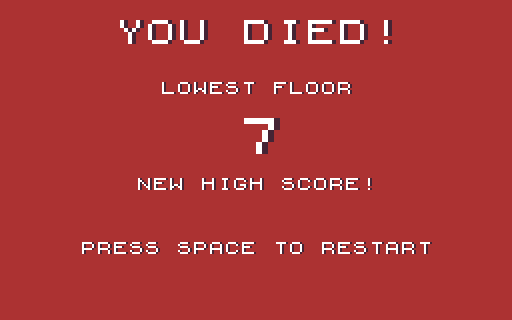 YOU DIED!
LOWEST FLOOR
7
NEW HIGH SCORE!
PRESS SPACE TO RESTART